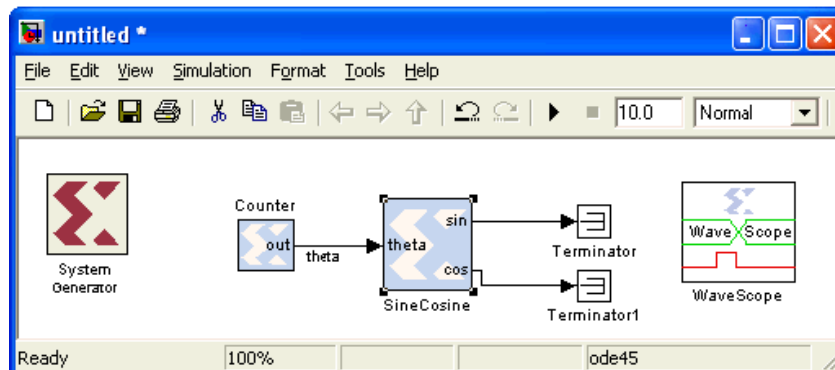 untitled *
File Edit View Simulation Format Tools Help
10.0 Normal
Counter
out
theta
theta
sin
cos
SineCosine
Terminator
Terminator1
System
Generator
Wave Scope
WaveScope
Ready 100% ode45